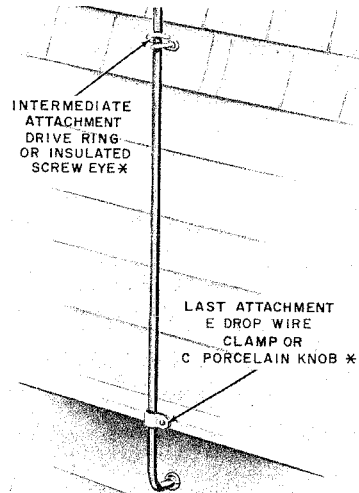 INTERMEDIATE
ATTACHMENT
DRIVE RING
OR INSULATED
SCREW EYE*
LAST ATTACHMENT
E DROP WIRE
CLAMP OR
C PORCELAIN KNOB *